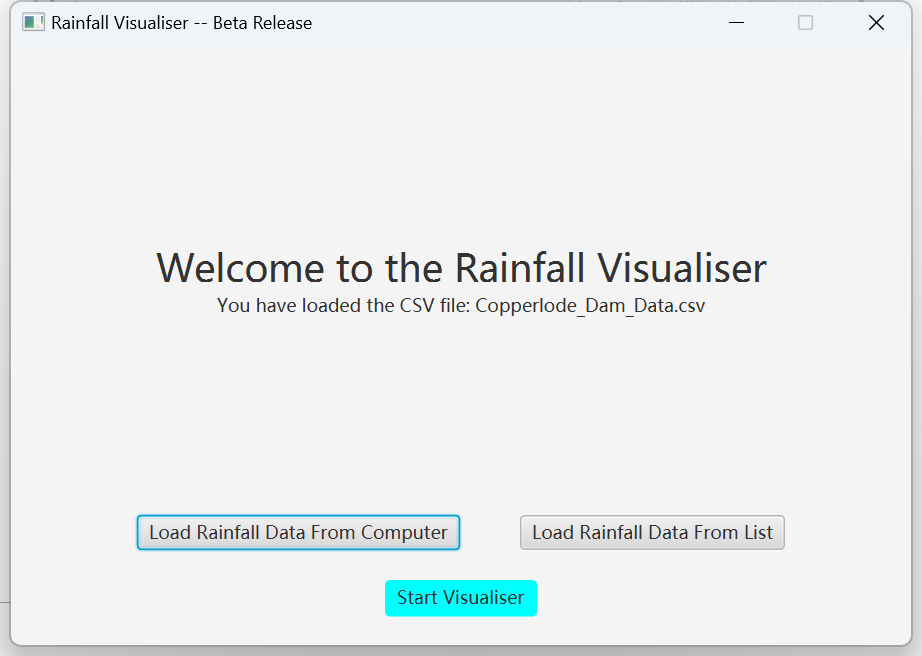 Rainfall Visualiser -- Beta Release
Welcome to the Rainfall Visualiser
You have loaded the CSV file: Copperlode_Dam_Data.csv
Load Rainfall Data From Computer
Load Rainfall Data From List
Start Visualiser